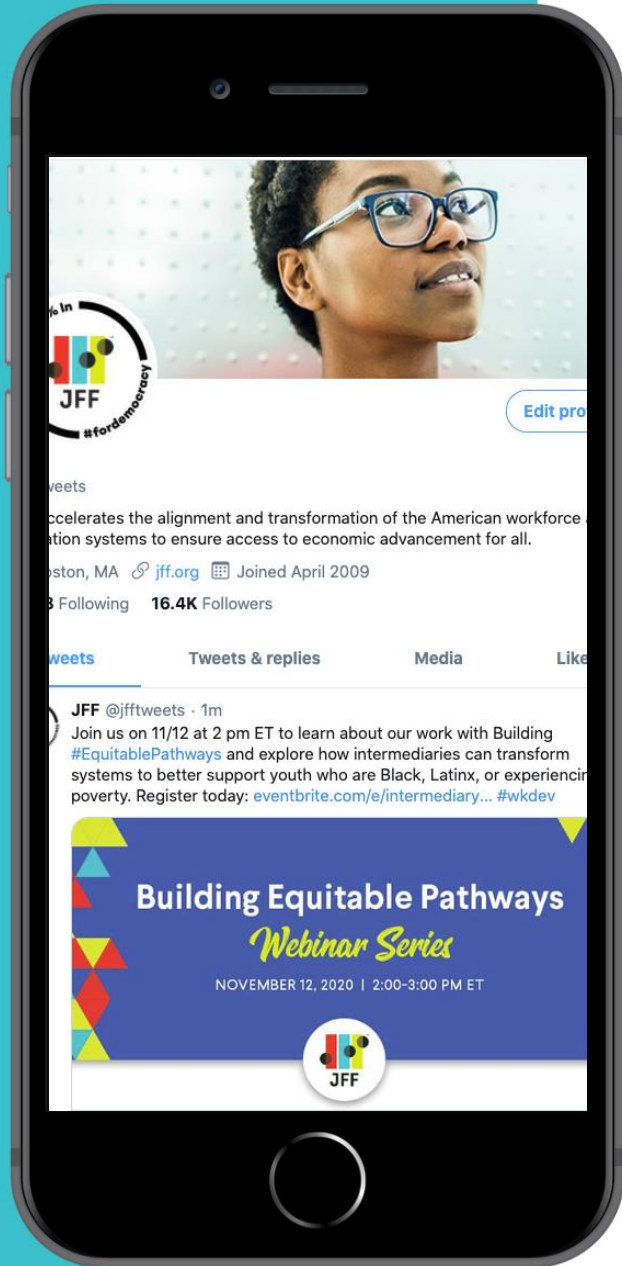 % In
JFF
#fordemocracy
Edit pro
weets
ccelerates the alignment and transformation of the American workforce
ation systems to ensure access to economic advancement for all.
oston, MA jff.org Joined April 2009
Following 16.4K Followers
weets Tweets & replies Media Like
JFF @jfftweets · 1m
Join us on 11/12 at 2 pm ET to learn about our work with Building
#EquitablePathways and explore how intermediaries can transform
systems to better support youth who are Black, Latinx, or experiencin
poverty. Register today: eventbrite.com/e/intermediary... #wkdev
Building Equitable Pathways
Webinar Series
NOVEMBER 12, 2020 | 2:00-3:00 PM ET
JFF